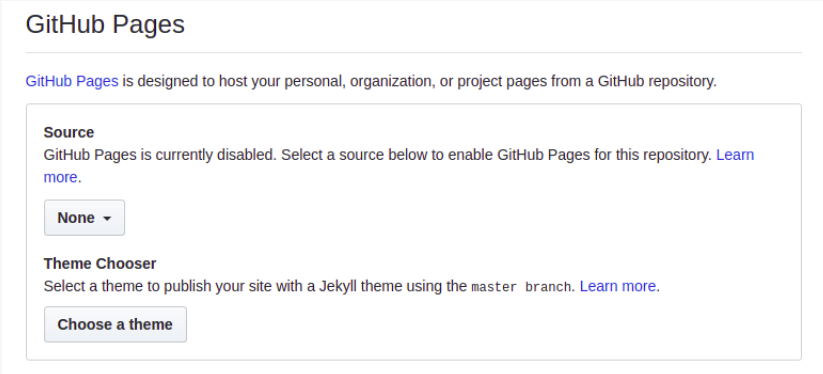 GitHub Pages
GitHub Pages is designed to host your personal, organization, or project pages from a GitHub repository.
Source
GitHub Pages is currently disabled. Select a source below to enable GitHub Pages for this repository. Learn
more.
None
Theme Chooser
Select a theme to publish your site with a Jekyll theme using the master branch. Learn more.
Choose a theme